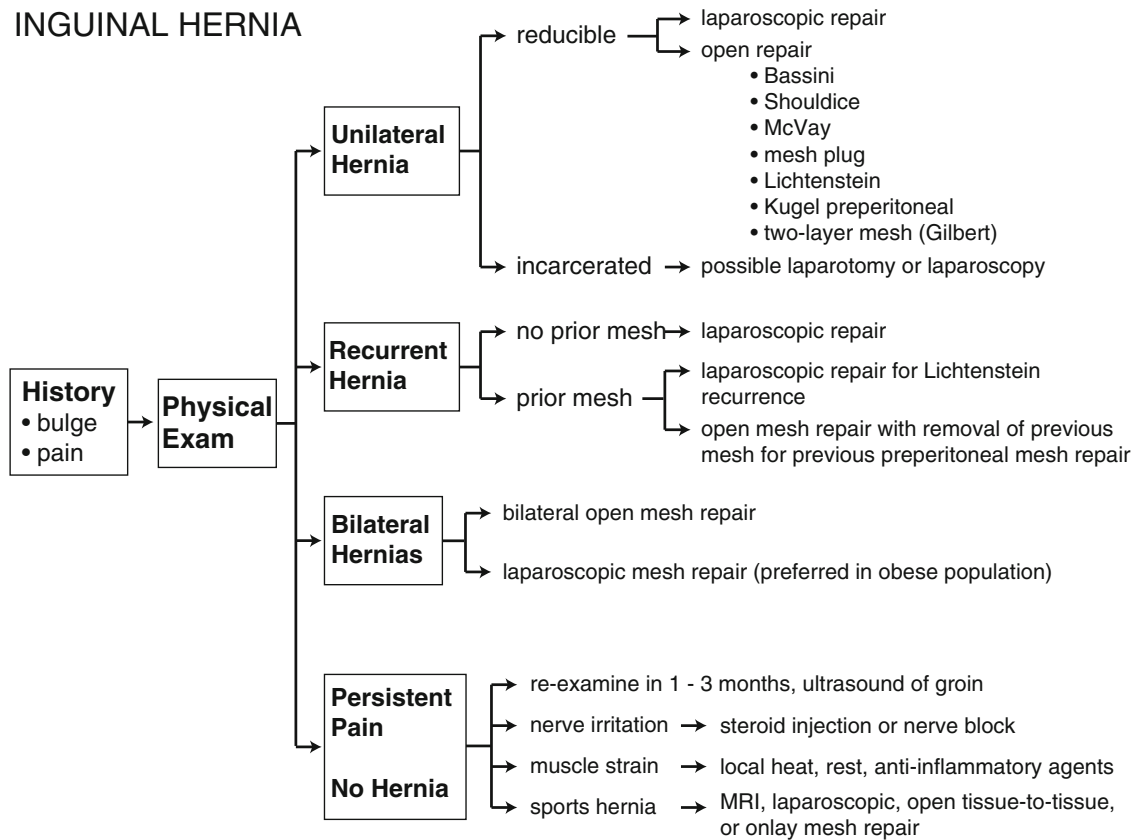 INGUINAL HERNIA
History
• bulge
• pain
Physical
Exam
Unilateral
Hernia
reducible
laparoscopic repair
open repair
• Bassini
• Shouldice
• McVay
• mesh plug
• Lichtenstein
• Kugel preperitoneal
• two-layer mesh (Gilbert)
incarcerated
possible laparotomy or laparoscopy
Recurrent
Hernia
no prior mesh
laparoscopic repair
prior mesh
laparoscopic repair for Lichtenstein
recurrence
open mesh repair with removal of previous
mesh for previous preperitoneal mesh repair
Bilateral
Hernias
bilateral open mesh repair
laparoscopic mesh repair (preferred in obese population)
Persistent
Pain
No Hernia
re-examine in 1 - 3 months, ultrasound of groin
nerve irritation
steroid injection or nerve block
muscle strain
local heat, rest, anti-inflammatory agents
sports hernia
MRI, laparoscopic, open tissue-to-tissue,
or onlay mesh repair